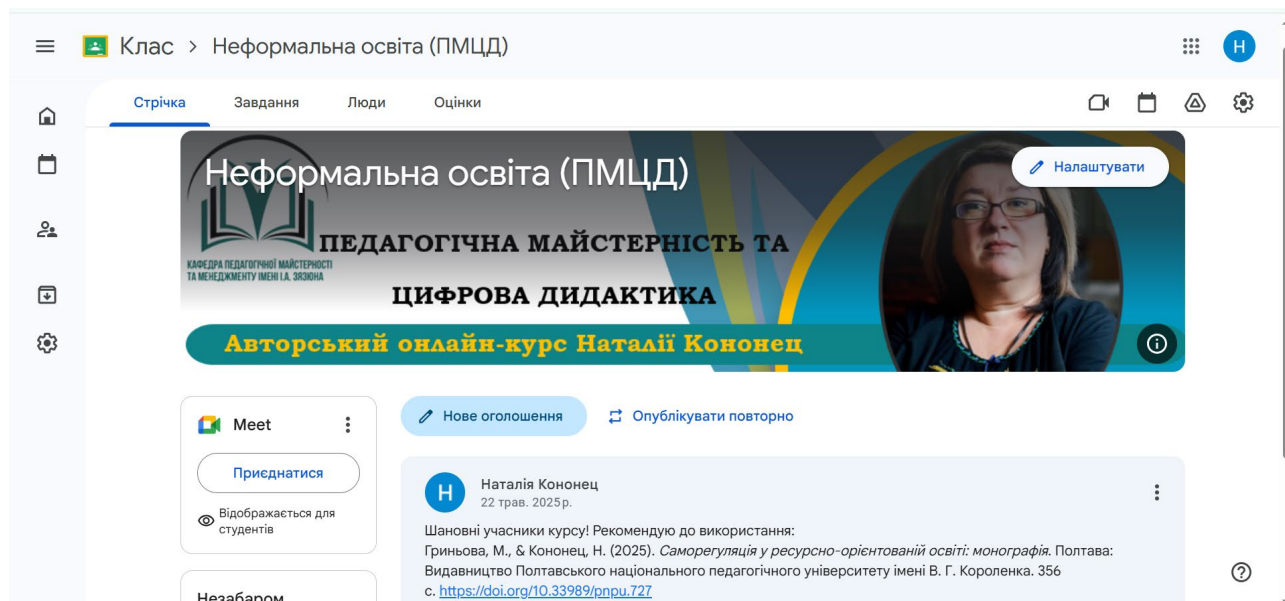 Клас > Неформальна освіта (ПМЦД)
Н
Стрічка Завдання Люди Оцінки
Неформальна освіта (ПМЦД)
Налаштувати
КАФЕДРА ПЕДАГОГІЧНОЇ МАЙСТЕРНОСТІ
ТА МЕНЕДЖМЕНТУ ІМЕНІ І.А. ЗЯЗЮНА
ПЕДАГОГІЧНА МАЙСТЕРНІСТЬ ТА
ЦИФРОВА ДИДАКТИКА
Авторський онлайн-курс Наталії Кононец
Meet
Приєднатися
Відображається для
студентів
Незабаром
Нове оголошення Опублікувати повторно
Н
Наталія Кононец
22 трав. 2025 р.
Шановні учасники курсу! Рекомендую до використання:
Гриньова, М., & Кононец, Н. (2025). Саморегуляція у ресурсно-орієнтованій освіті: монографія. Полтава:
Видавництво Полтавського національного педагогічного університету імені В. Г. Короленка. 356
с. https://doi.org/10.33989/pnpu.727